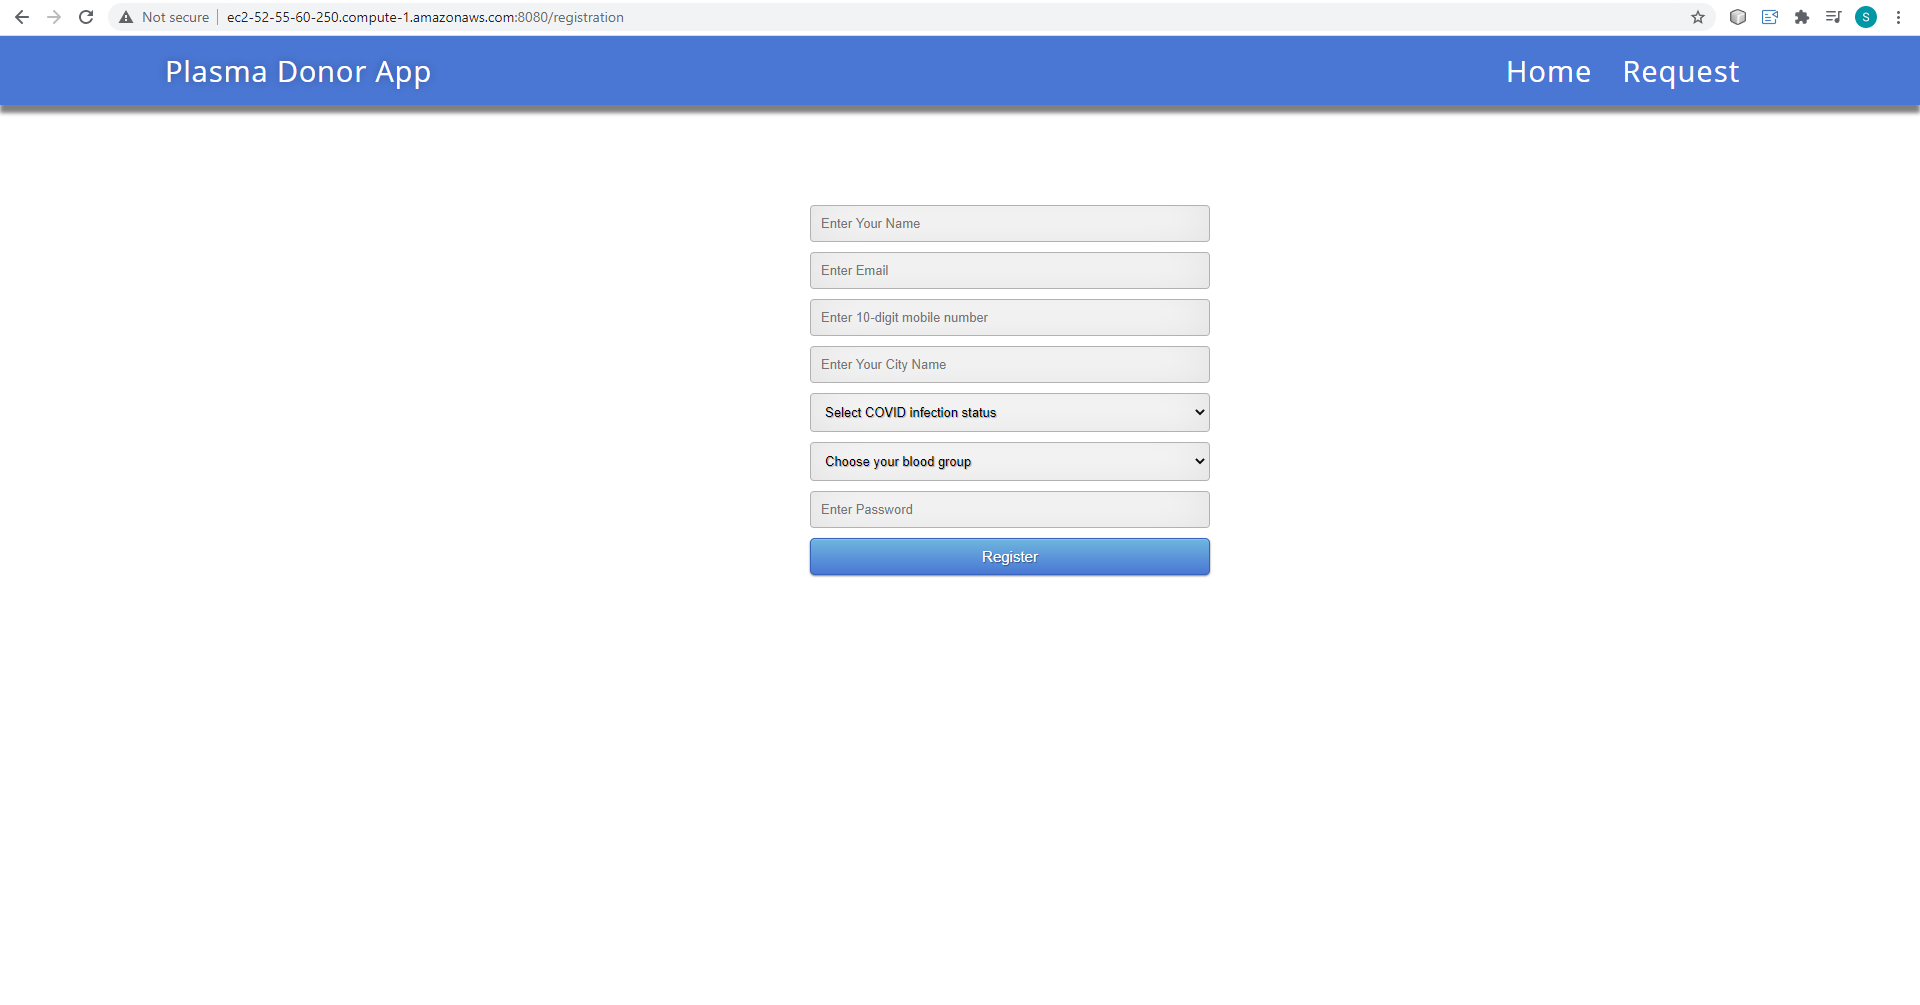 Not secure ec2-52-55-60-250.compute-1.amazonaws.com:8080/registration S
Plasma Donor App Home Request
Enter Your Name
Enter Email
Enter 10-digit mobile number
Enter Your City Name
Select COVID infection status
Choose your blood group
Enter Password
Register